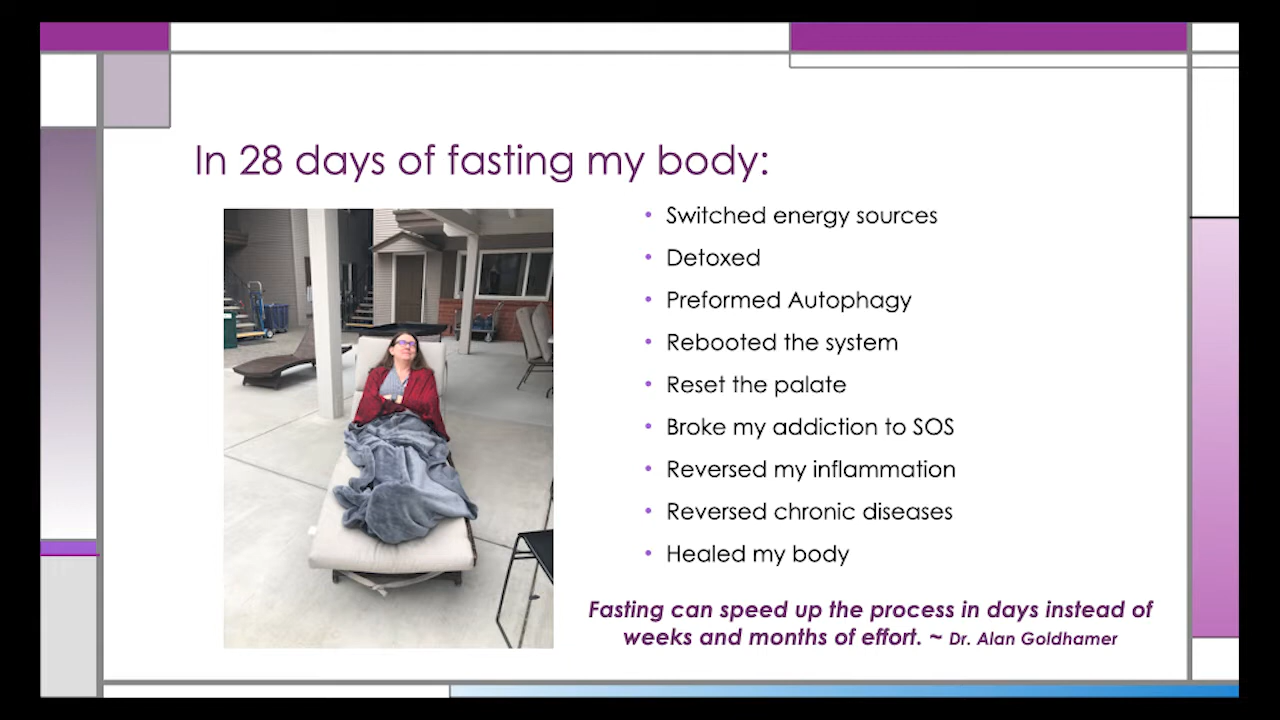 In 28 days of fasting my body:
• Switched energy sources
• Detoxed
• Preformed Autophagy
• Rebooted the system
• Reset the palate
• Broke my addiction to SOS
• Reversed my inflammation
• Reversed chronic diseases
• Healed my body
Fasting can speed up the process in days instead of
weeks and months of effort. ~ Dr. Alan Goldhamer